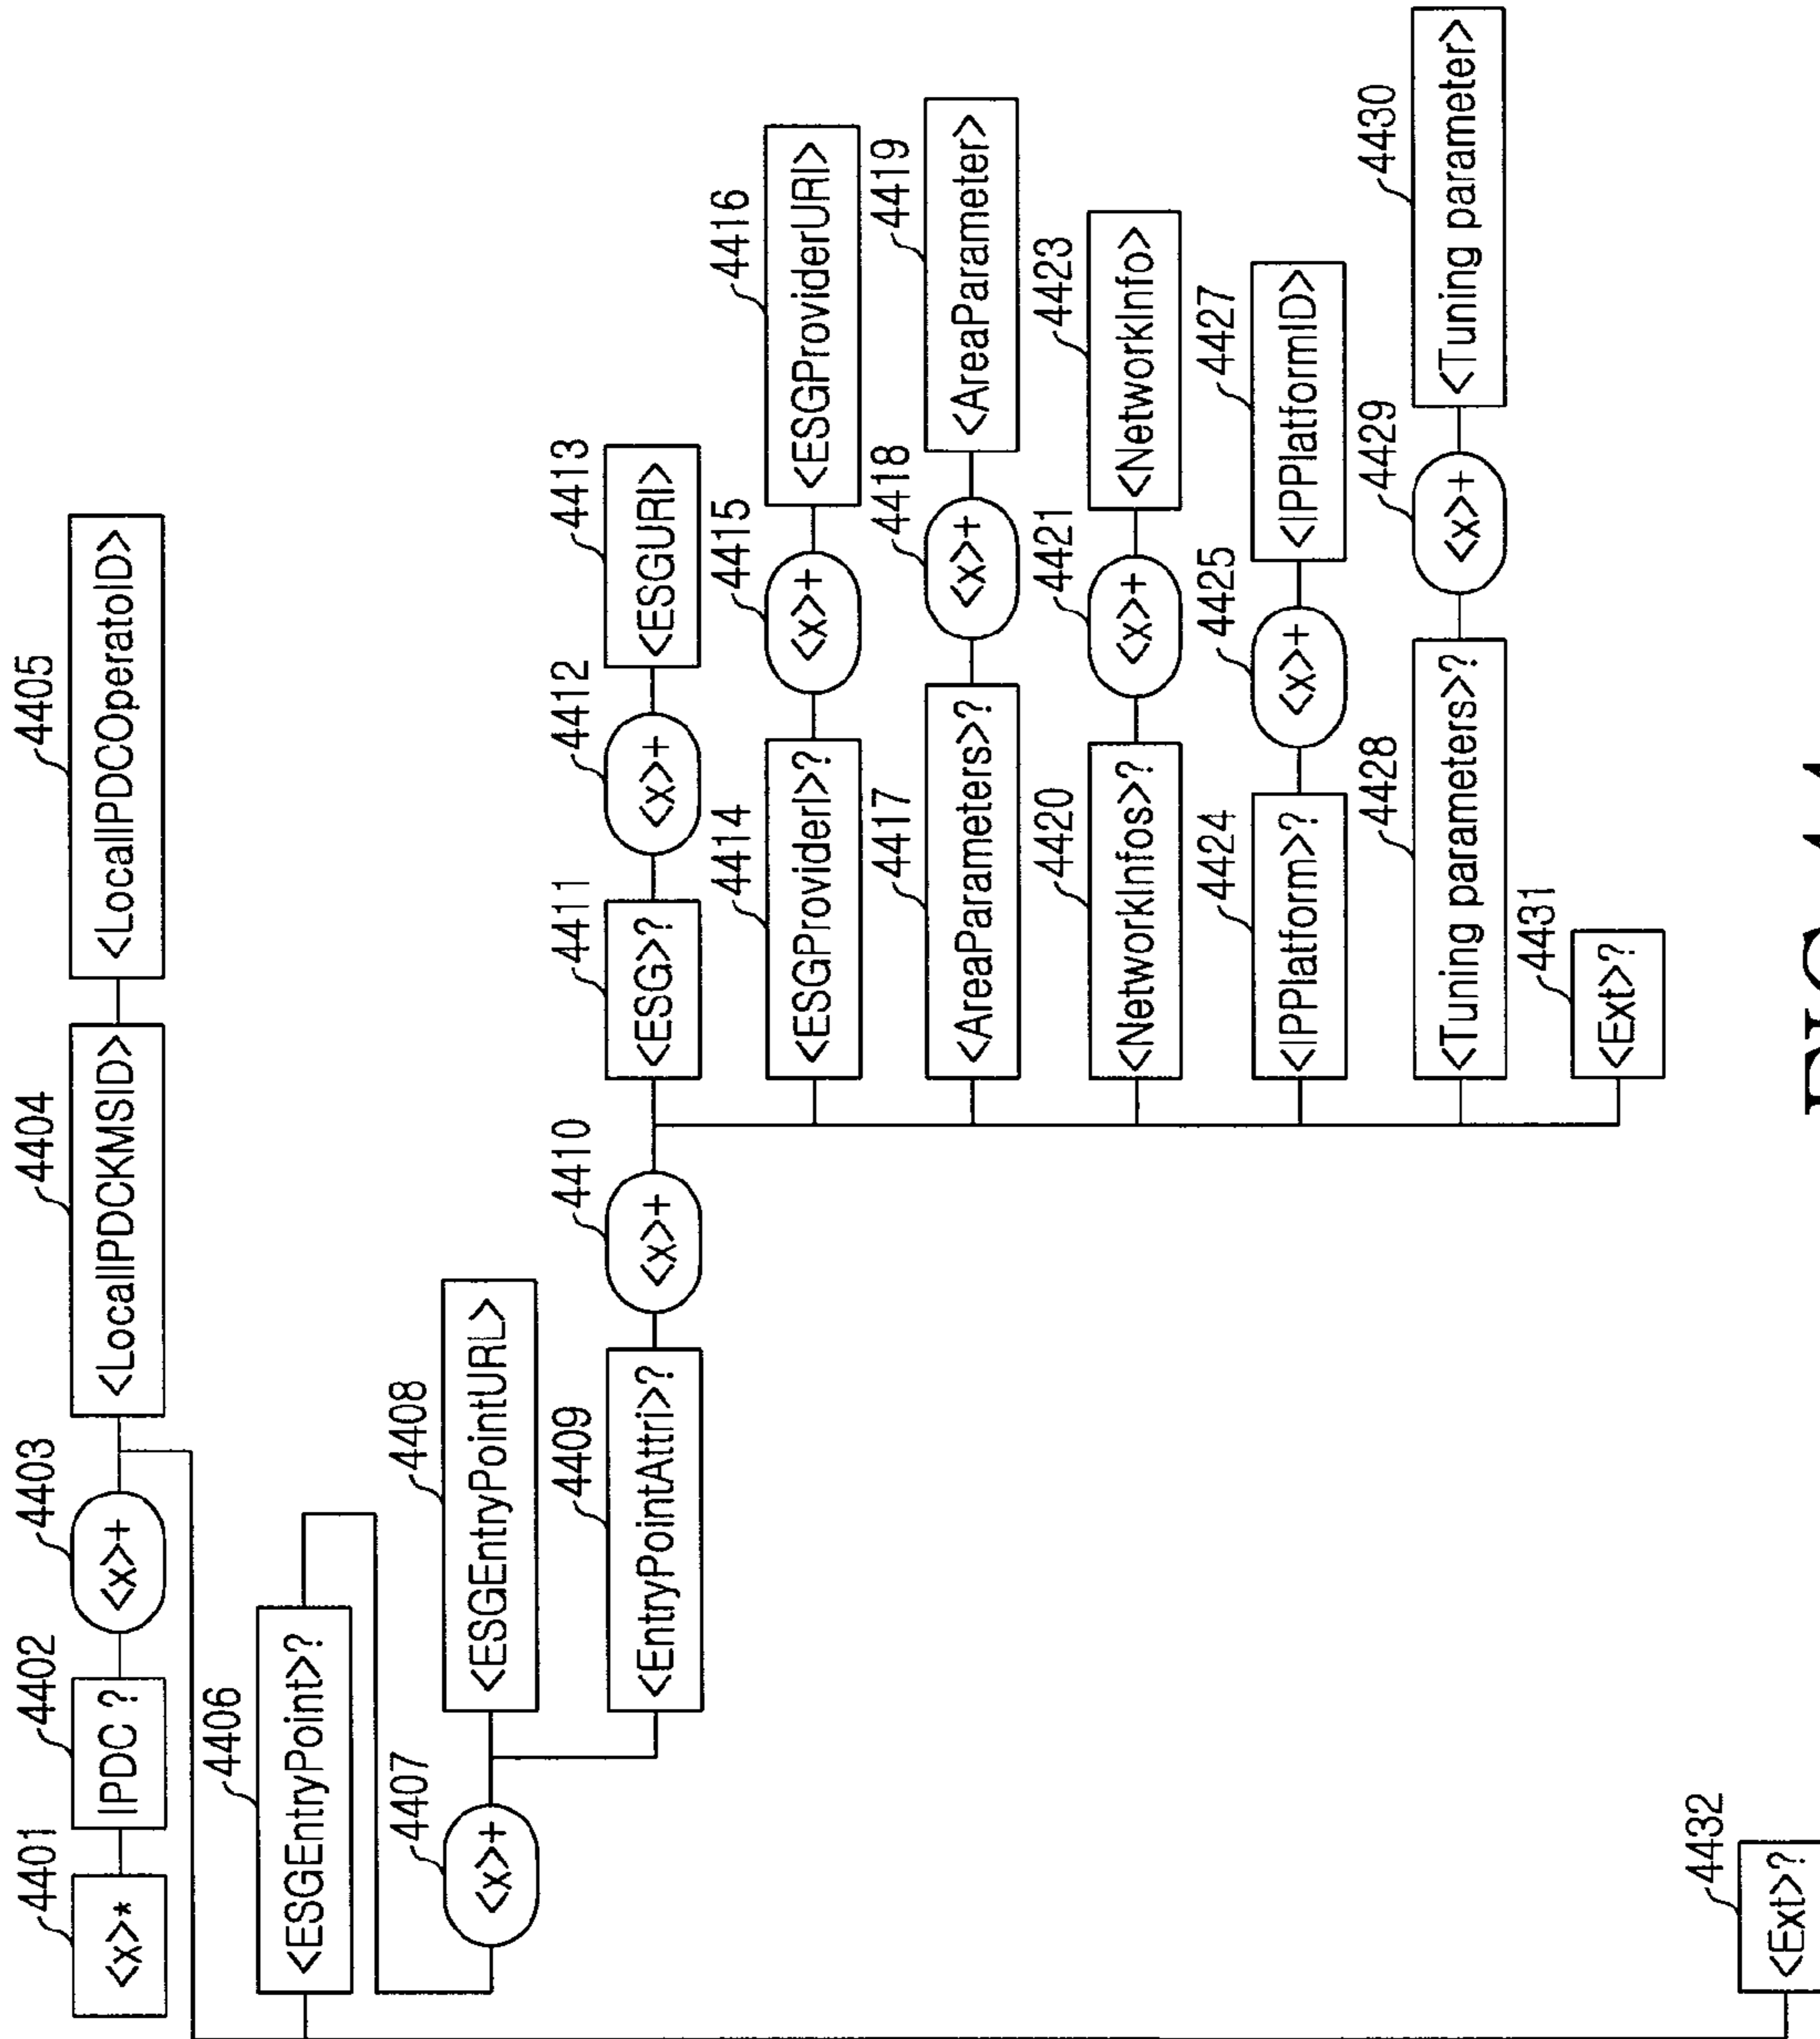 4401
<x>*
4402
IPDC ?
4403
<x>+
4404
<LocalIPDCKMSID>
4405
<LocalIPDCOperatoID>
4406
<ESGEntryPoint>?
4407
<x>+
4408
<ESGEntryPointURL>
4409
<EntryPointAttri>?
4410
<x>+
4411
<ESG>?
4412
<x>+
4413
<ESGURI>
4414
<ESGProviderI>?
4415
<x>+
4416
<ESGProviderURI>
4417
<AreaParameters>?
4418
<x>+
4419
<AreaParameter>
4420
<NetworkInfos>?
4421
<x>+
4423
<NetworkInfo>
4424
<IPPlatform>?
4425
<x>+
4427
<IPPlatformID>
4428
<Tuning parameters>?
4429
<x>+
4430
<Tuning parameter>
4431
<Ext>?
4432
<Ext>?